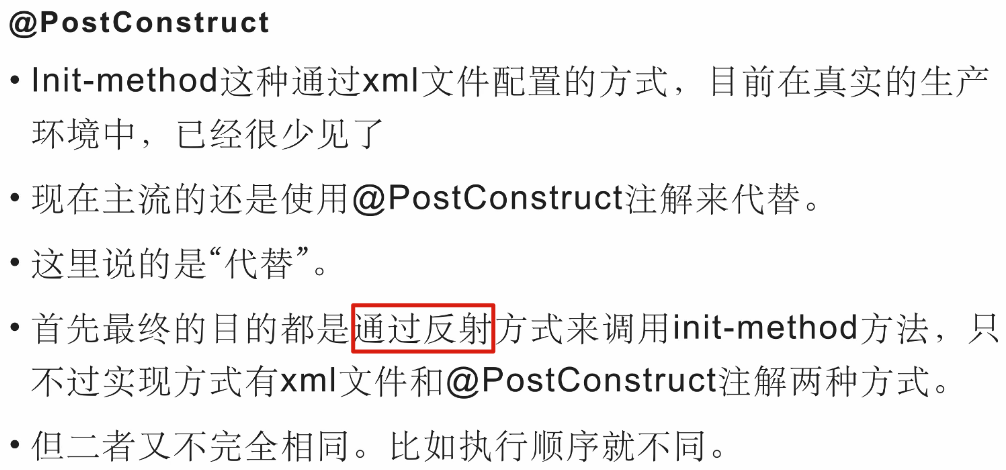 @PostConstruct
• Init-method这种通过xml文件配置的方式，目前在真实的生产
环境中，已经很少见了
• 现在主流的还是使用@PostConstruct注解来代替。
• 这里说的是“代替”。
• 首先最终的目的都是通过反射方式来调用init-method方法，只
不过实现方式有xml文件和@PostConstruct注解两种方式。
• 但二者又不完全相同。比如执行顺序就不同。